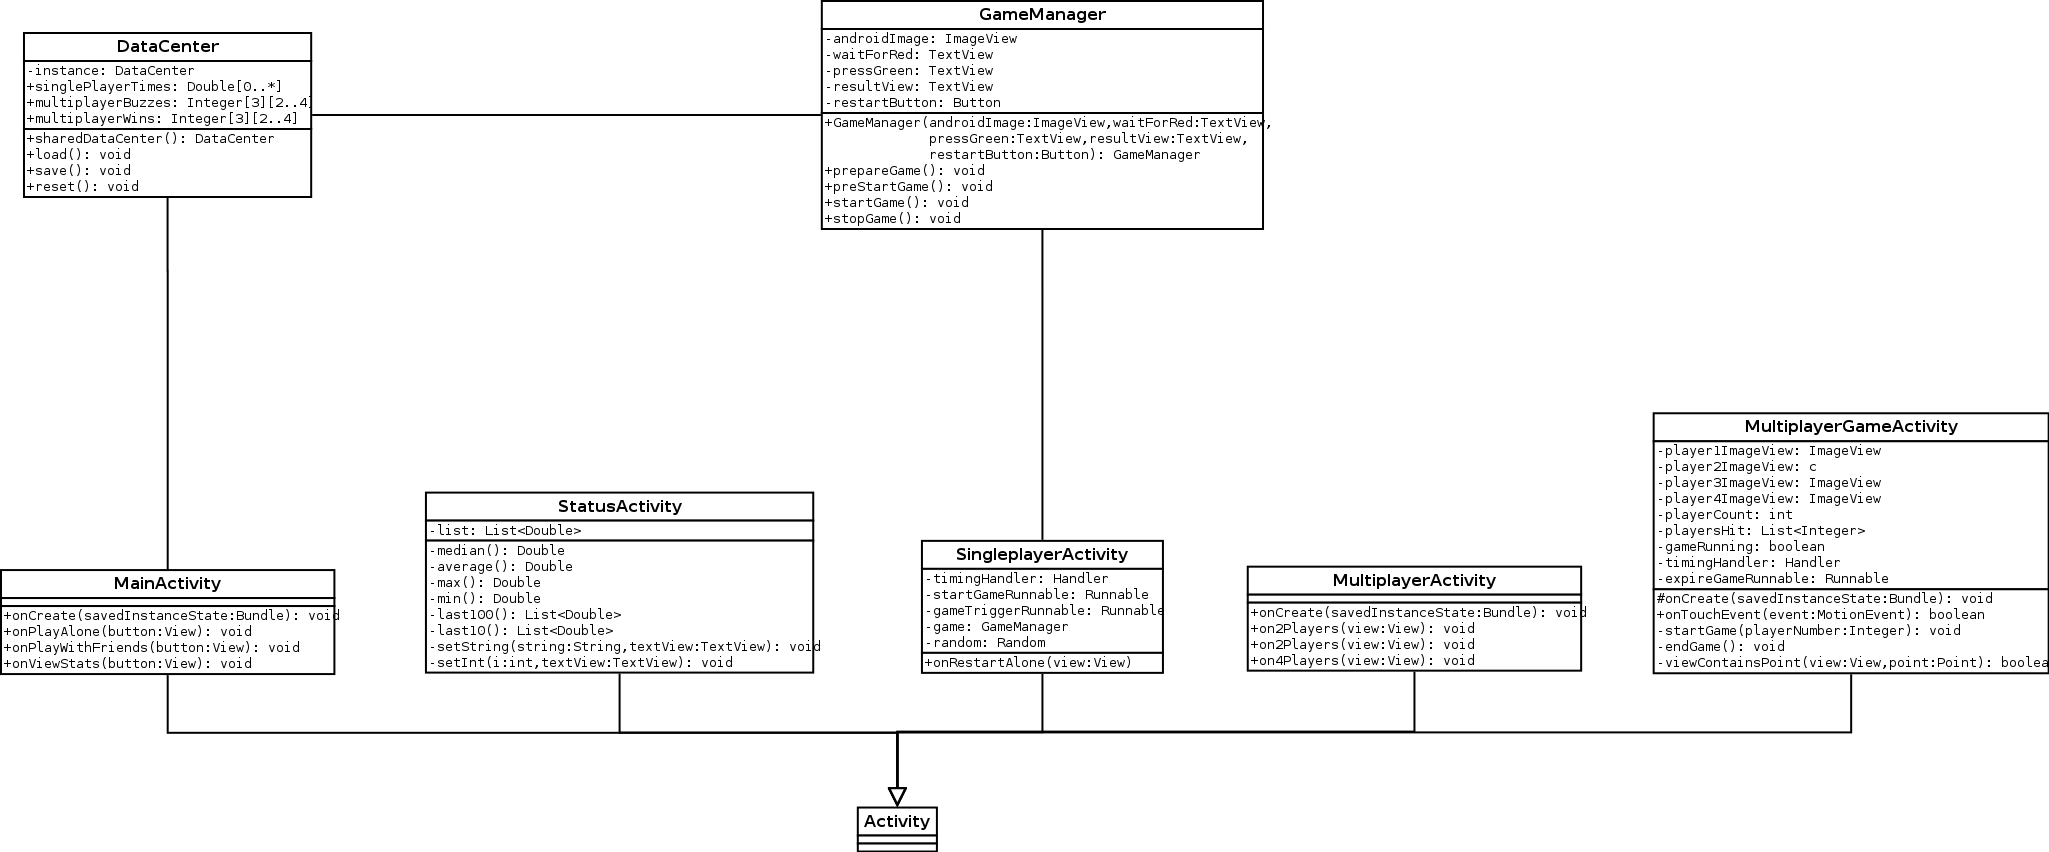 DataCenter
-instance: DataCenter
+singlePlayerTimes: Double[0..*]
+multiplayerBuzzes: Integer[3][2..4]
+multiplayerWins: Integer[3][2..4]
+sharedDataCenter(): DataCenter
+load(): void
+save(): void
+reset(): void
GameManager
-androidImage: ImageView
-waitForRed: TextView
-pressGreen: TextView
-resultView: TextView
-restartButton: Button
+GameManager(androidImage:ImageView,waitForRed:TextView,
pressGreen:TextView,resultView:TextView,
restartButton:Button): GameManager
+prepareGame(): void
+preStartGame(): void
+startGame(): void
+stopGame(): void
MainActivity
+onCreate(savedInstanceState:Bundle): void
+onPlayAlone(button:View): void
+onPlayWithFriends(button:View): void
+onViewStats(button:View): void
StatusActivity
-list: List<Double>
-median(): Double
-average(): Double
-max(): Double
-min(): Double
-last100(): List<Double>
-last10(): List<Double>
-setString(string:String,textView:TextView): void
-setInt(i:int,textView:TextView): void
SingleplayerActivity
-timingHandler: Handler
-startGameRunnable: Runnable
-gameTriggerRunnable: Runnable
-game: GameManager
-random: Random
+onRestartAlone(view:View)
MultiplayerActivity
+onCreate(savedInstanceState:Bundle): void
+on2Players(view:View): void
+on2Players(view:View): void
+on4Players(view:View): void
MultiplayerGameActivity
-player1ImageView: ImageView
-player2ImageView: c
-player3ImageView: ImageView
-player4ImageView: ImageView
-playerCount: int
-playersHit: List<Integer>
-gameRunning: boolean
-timingHandler: Handler
-expireGameRunnable: Runnable
#onCreate(savedInstanceState:Bundle): void
+onTouchEvent(event:MotionEvent): boolean
-startGame(playerNumber:Integer): void
-endGame(): void
-viewContainsPoint(view:View,point:Point): boolea
Activity